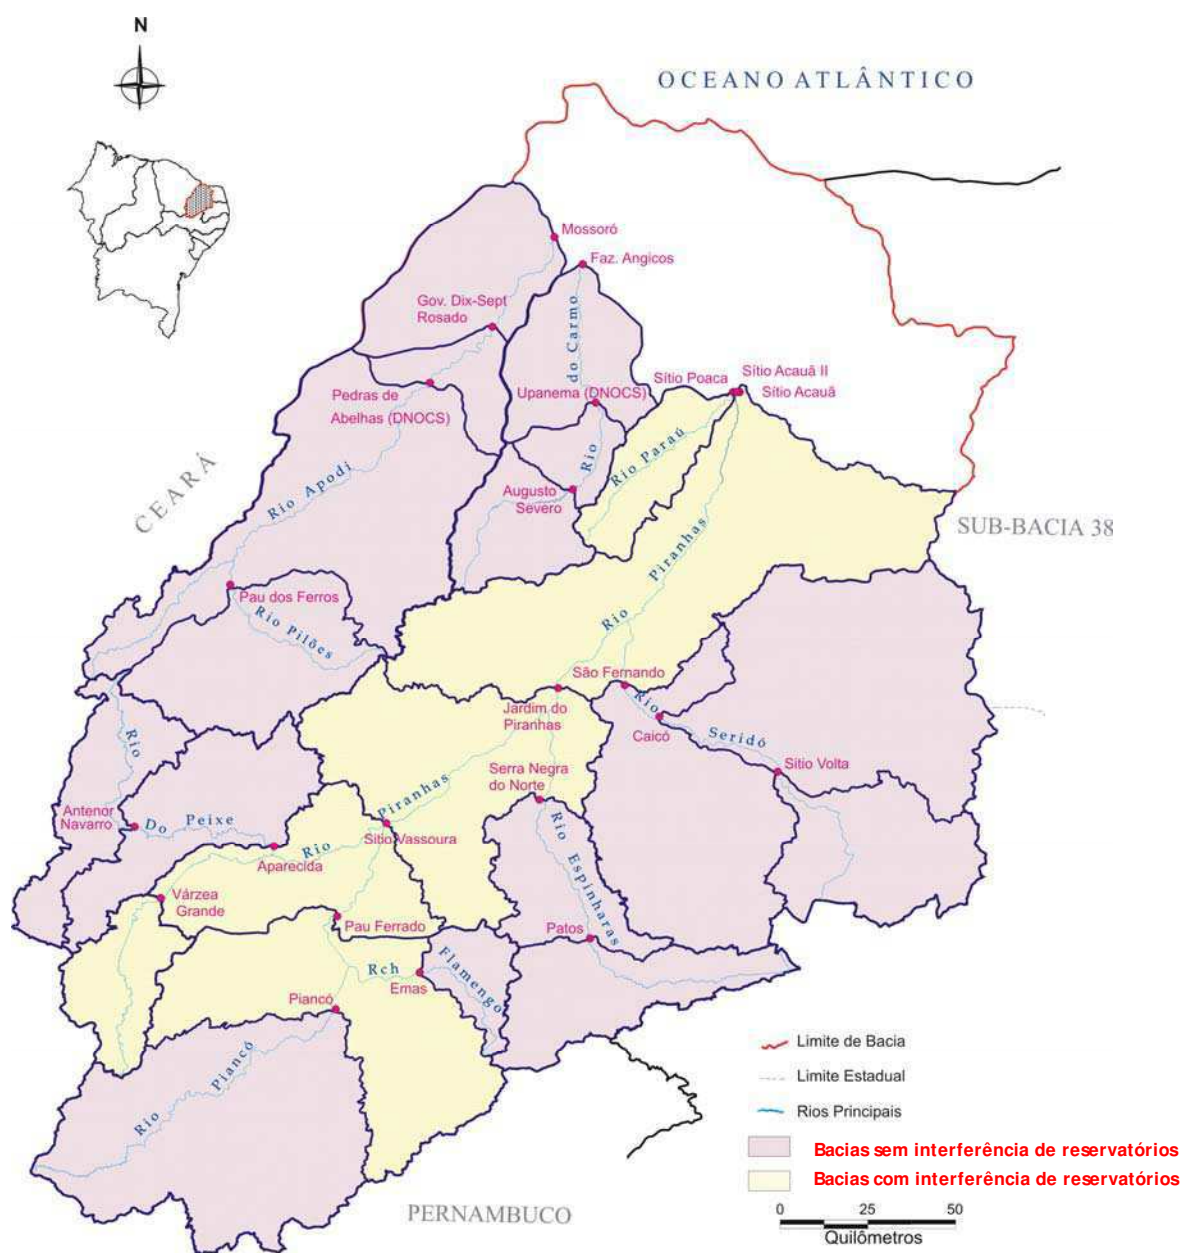 N
OCEANO ATLÂNTICO
Mossoró
Faz. Angicos
Gov. Dix-Sept
Rosado
do Carmo
Sítio Acauã II
Sítio Poaca
Sítio Acauã
Pedras de
Abelhas (DNOCS)
Upanema (DNOCS)
CEARÁ
Rio Apodi
Rio Paraú
Rio
Augusto
Severo
SUB-BACIA 38
Piranhas
Rio
Pau dos Ferros
Rio Pilões
São Fernando
Rio
Jardim do
Piranhas
Caicó
Seridó
Rio
Sitio Volta
Serra Negra
do Norte
Antenor
Navarro
Do Peixe
Piranhas
Rio
Sitio Vassoura
Aparecida
Rio Espinharas
Várzea
Grande
Pau Ferrado
Patos
Rch
Flamengo
Emas
Piancó
Rio Piancó
PERNAMBUCO
Limite de Bacia
Limite Estadual
Rios Principais
Bacias sem interferência de reservatórios
Bacias com interferência de reservatórios
0 25 50
Quilômetros